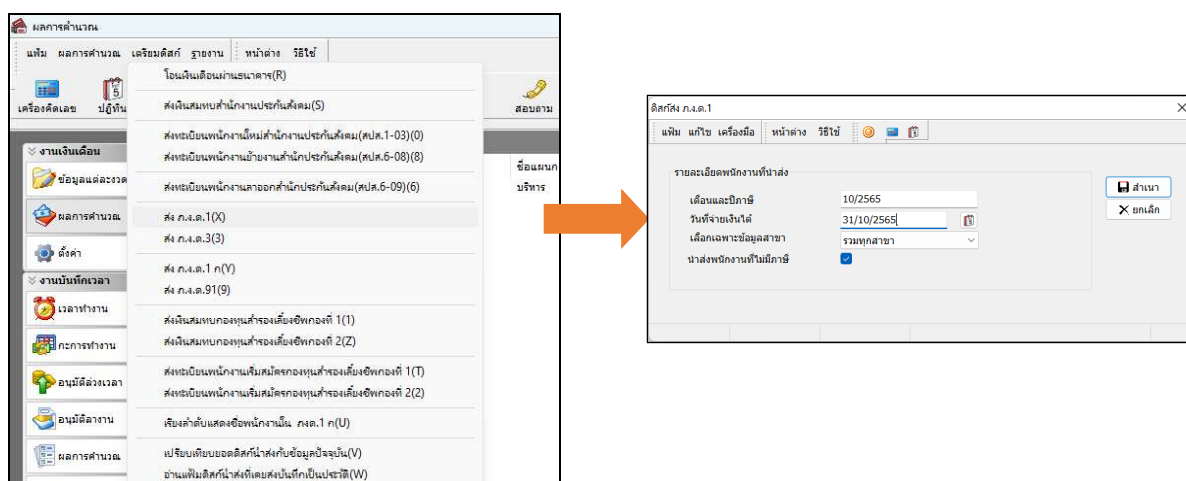 ผลการคำนวณ
แฟ้ม ผลการคำนวณ เตรียมดิสก์ รายงาน หน้าต่าง วิธีใช้
เครื่องคิดเลข ปฏิทิน สอบถาม
โอนเงินเดือนผ่านธนาคาร(R)
ส่งเงินสมทบสำนักงานประกันสังคม(S)
ส่งทะเบียนพนักงานใหม่สำนักงานประกันสังคม(สปส.1-03)(0)
ส่งทะเบียนพนักงานย้ายงานสำนักประกันสังคม(สปส.6-08)(8)
ส่งทะเบียนพนักงานลาออกสำนักประกันสังคม(สปส.6-09)(6)
ส่ง ภ.ง.ด.1(X)
ส่ง ภ.ง.ด.3(3)
ส่ง ภ.ง.ด.1 ก(Y)
ส่ง ภ.ง.ด.91(9)
ส่งเงินสมทบกองทุนสำรองเลี้ยงชีพกองที่ 1(1)
ส่งเงินสมทบกองทุนสำรองเลี้ยงชีพกองที่ 2(Z)
ส่งทะเบียนพนักงานเริ่มสมัครกองทุนสำรองเลี้ยงชีพกองที่ 1(T)
ส่งทะเบียนพนักงานเริ่มสมัครกองทุนสำรองเลี้ยงชีพกองที่ 2(2)
เรียงลำดับแสดงชื่อพนักงานใน ภงด.1 ก(U)
เปรียบเทียบยอดดิสก์นำส่งกับข้อมูลปัจจุบัน(V)
อ่านแฟ้มดิสก์นำส่งที่เคยส่งบันทึกเป็นประวัติ(W)
งานเงินเดือน
ข้อมูลแต่ละงวด
ผลการคำนวณ
ตั้งค่า
งานบันทึกเวลา
เวลาทำงาน
กะการทำงาน
อนุมัติล่วงเวลา
อนุมัติลางาน
ผลการคำนวณ
ชื่อแผนก
บริหาร
ดิสก์ส่ง ภ.ง.ด.1
แฟ้ม แก้ไข เครื่องมือ หน้าต่าง วิธีใช้
รายละเอียดพนักงานที่นำส่ง
เดือนและปีภาษี 10/2565
วันที่จ่ายเงินได้ 31/10/2565
เลือกเฉพาะข้อมูลสาขา รวมทุกสาขา
นำส่งพนักงานที่ไม่มีภาษี
สำเนา
ยกเลิก